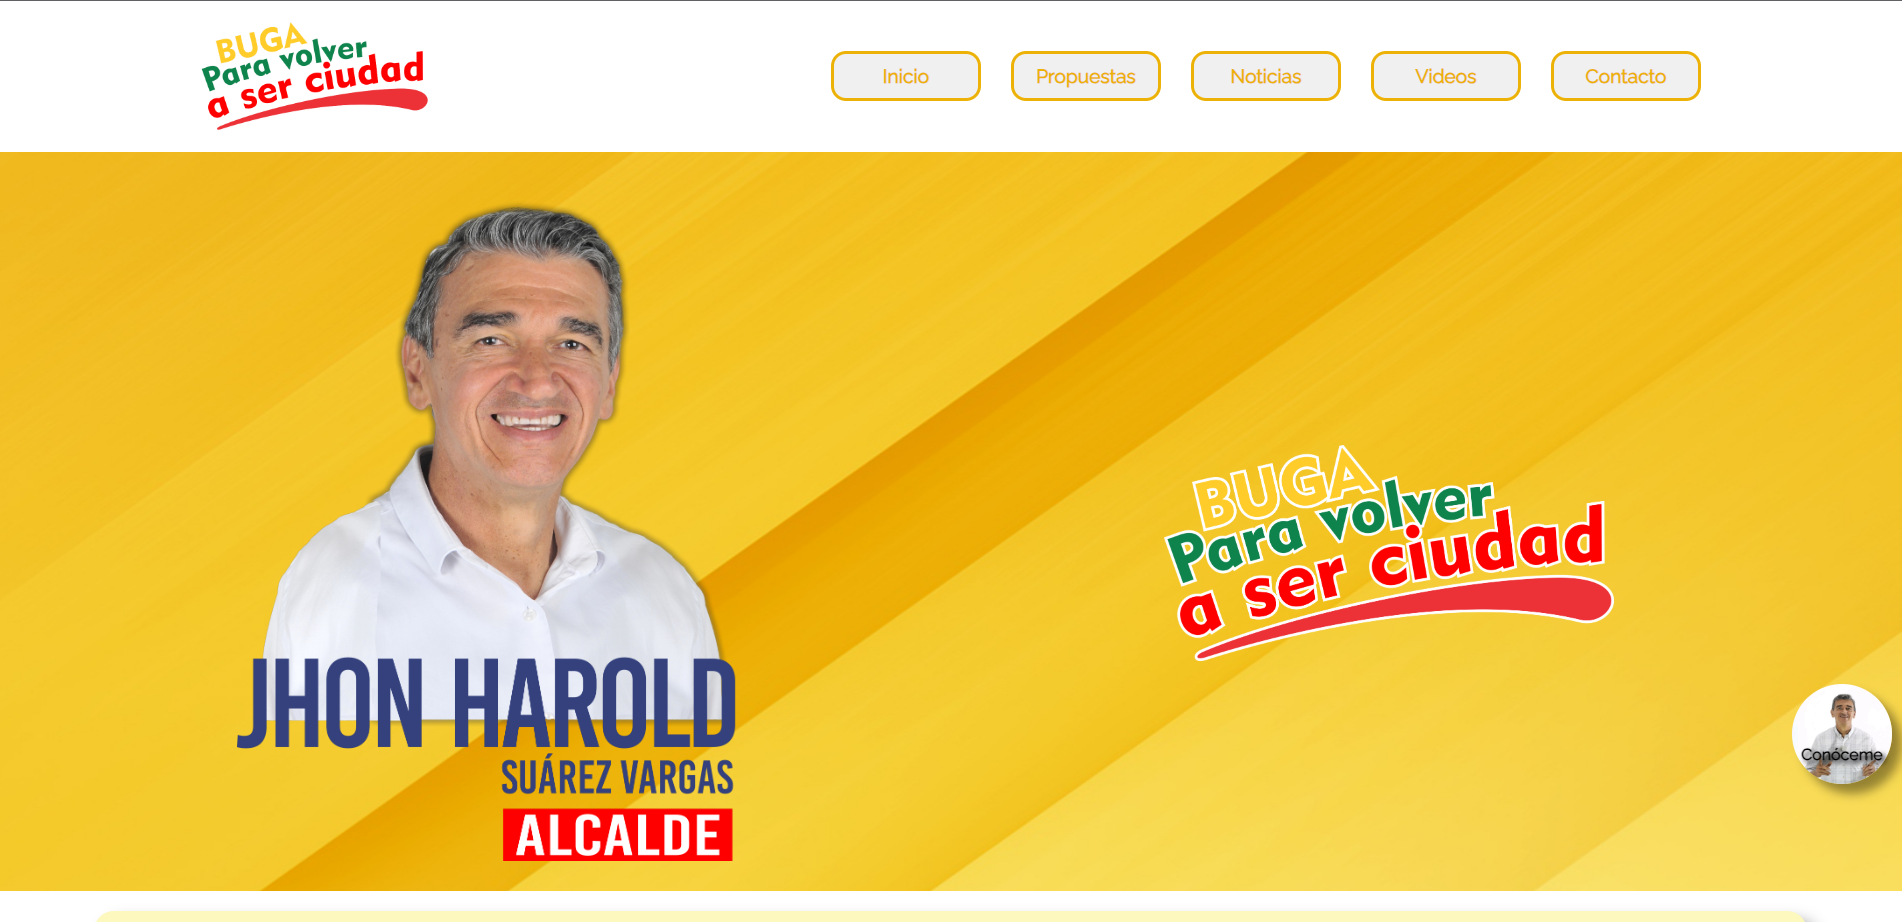 BUGA
Para volver
a ser ciudad
Inicio
Propuestas
Noticias
Videos
Contacto
BUGA
Para volver
a ser ciudad
JHON HAROLD
SUÁREZ VARGAS
ALCALDE
Conóceme